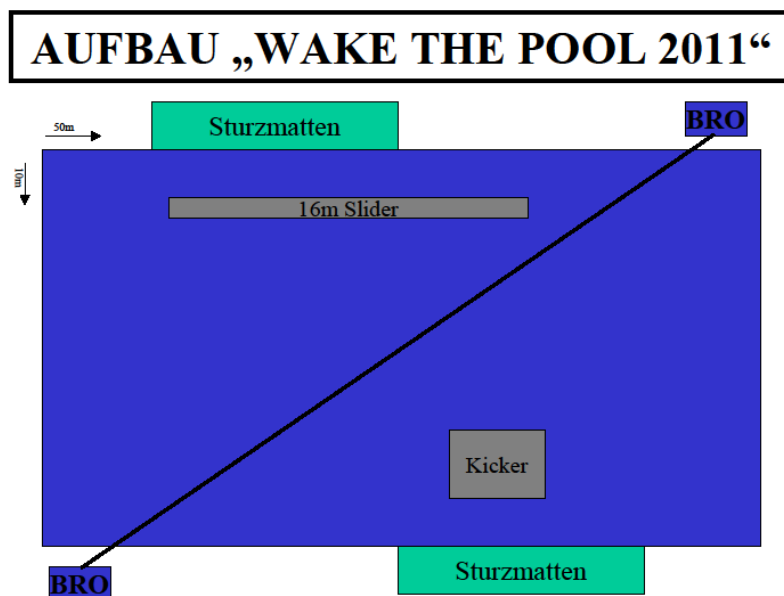 AUFBAU „WAKE THE POOL 2011“
50m
Sturzmatten
BRO
10m
16m Slider
Kicker
BRO
Sturzmatten